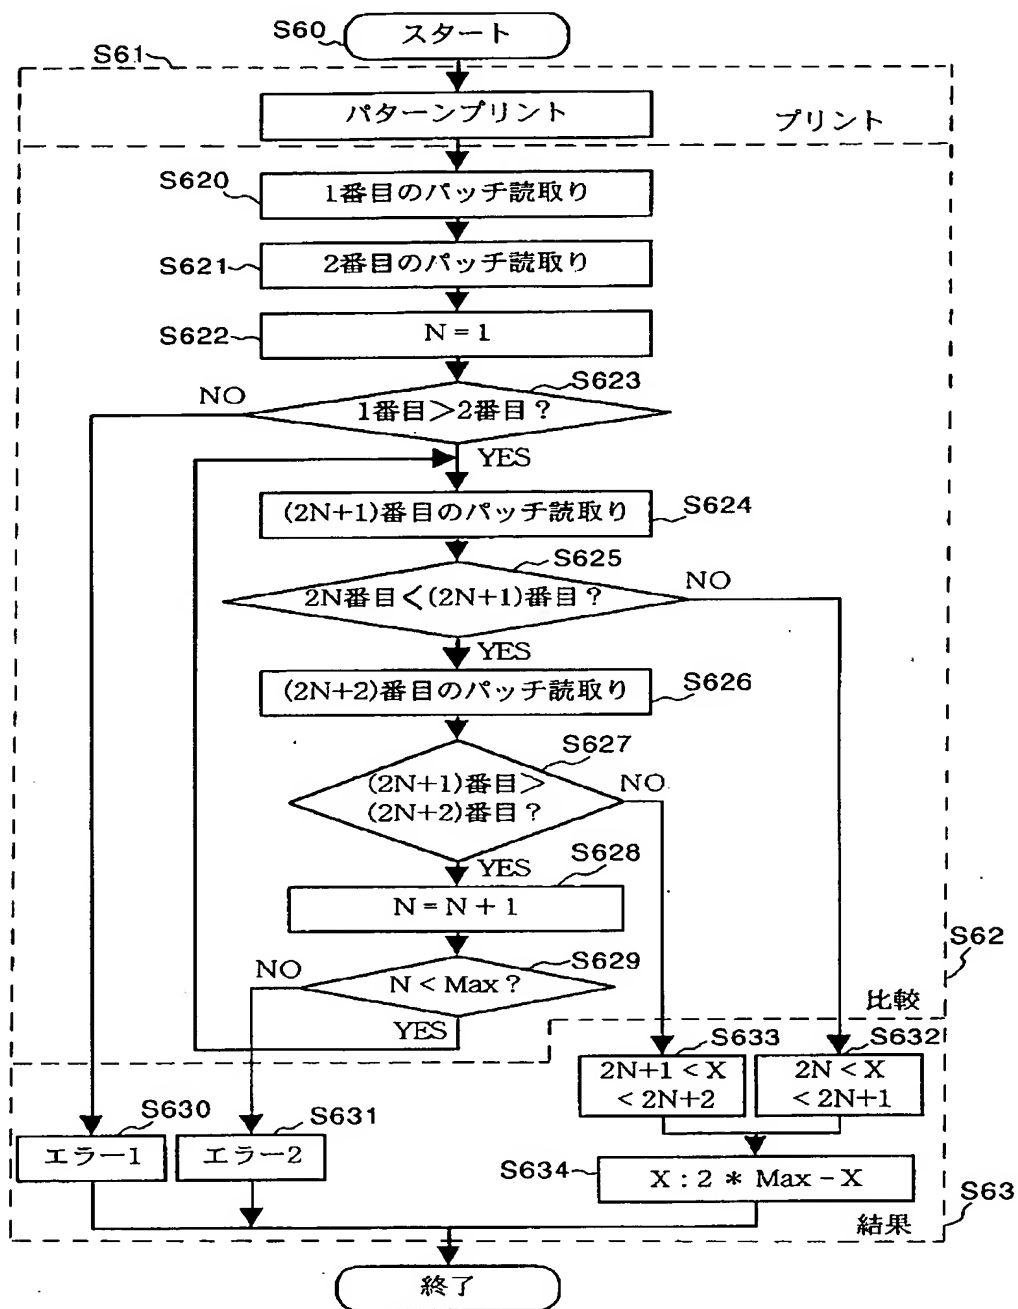 S60
スタート
S61
パターンプリント
プリント
S620
1番目のパッチ読取り
S621
2番目のパッチ読取り
S622
N = 1
S623
NO
1番目＞2番目？
YES
(2N+1)番目のパッチ読取り
S624
S625
NO
2N番目＜(2N+1)番目？
YES
(2N+2)番目のパッチ読取り
S626
S627
(2N+1)番目＞
(2N+2)番目？
NO
YES
S628
N = N + 1
S629
NO
N < Max ?
YES
S62
比較
S633
2N+1 < X
< 2N+2
S632
2N < X
< 2N+1
S630
エラー1
S631
エラー2
S634
X : 2 * Max – X
S63
結果
終了